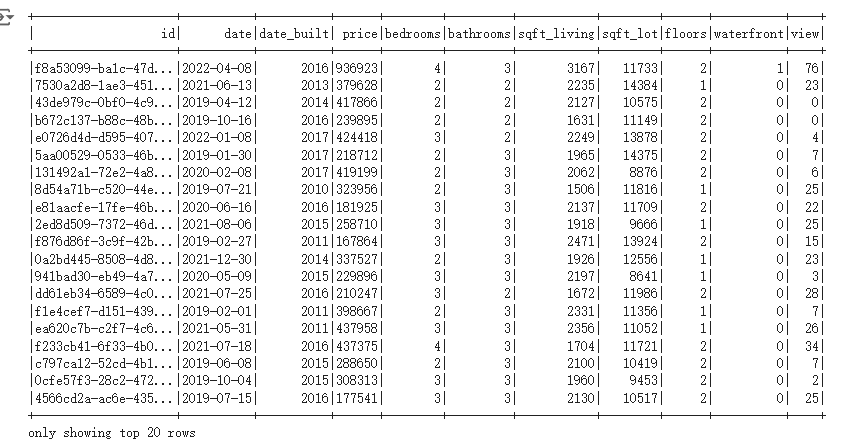 |                 id|      date|date_built| price|bedrooms|bathrooms|sqft_living|sqft_lot|floors|waterfront|view|
|f8a53099-ba1c-47d...|2022-04-08|      2016|936923|       4|        3|       3167|   11733|     2|         1|  76|
|7530a2d8-1ae3-451...|2021-06-13|      2013|379628|       2|        2|       2235|   14384|     1|         0|  23|
|43de979c-0bf0-4c9...|2019-04-12|      2014|417866|       2|        2|       2127|   10575|     2|         0|   0|
|b672c137-b88c-48b...|2019-10-16|      2016|239895|       2|        2|       1631|   11149|     2|         0|   0|
|e0726d4d-d595-407...|2022-01-08|      2017|424418|       3|        2|       2249|   13878|     2|         0|   4|
|5aa00529-0533-46b...|2019-01-30|      2017|218712|       2|        3|       1965|   14375|     2|         0|   7|
|131492a1-72e2-4a8...|2020-02-08|      2017|419199|       2|        3|       2062|    8876|     2|         0|   6|
|8d54a71b-c520-44e...|2019-07-21|      2010|323956|       2|        3|       1506|   11816|     1|         0|  25|
|e81aacfe-17fe-46b...|2020-06-16|      2016|181925|       3|        3|       2137|   11709|     2|         0|  22|
|2ed8d509-7372-46d...|2021-08-06|      2015|258710|       3|        3|       1918|    9666|     1|         0|  25|
|f876d86f-3c9f-42b...|2019-02-27|      2011|167864|       3|        3|       2471|   13924|     2|         0|  15|
|0a2bd445-8508-4d8...|2021-12-30|      2014|337527|       2|        3|       1926|   12556|     1|         0|  23|
|941bad30-eb49-4a7...|2020-05-09|      2015|229896|       3|        3|       2197|    8641|     1|         0|   3|
|dd61eb34-6589-4c0...|2021-07-25|      2016|210247|       3|        2|       1672|   11986|     2|         0|  28|
|f1e4cef7-d151-439...|2019-02-01|      2011|398667|       2|        3|       2331|   11356|     1|         0|   7|
|ea620c7b-c2f7-4c6...|2021-05-31|      2011|437958|       3|        3|       2356|   11052|     1|         0|  26|
|f233cb41-6f33-4b0...|2021-07-18|      2016|437375|       4|        3|       1704|   11721|     2|         0|  34|
|c797ca12-52cd-4b1...|2019-06-08|      2015|288650|       2|        3|       2100|   10419|     2|         0|   7|
|0cfe57f3-28c2-472...|2019-10-04|      2015|308313|       3|        3|       1960|    9453|     2|         0|   2|
|4566cd2a-ac6e-435...|2019-07-15|      2016|177541|       3|        3|       2130|   10517|     2|         0|  25|
only showing top 20 rows